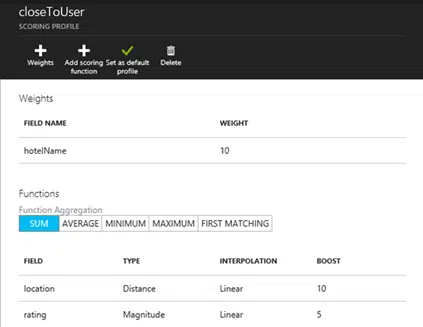 closeToUser
SCORING PROFILE
Weights
Add scoring function
Set as default profile
Delete
Weights
FIELD NAME WEIGHT
hotelName 10
Functions
Function Aggregation
SUM AVERAGE MINIMUM MAXIMUM FIRST MATCHING
FIELD TYPE INTERPOLATION BOOST
location Distance Linear 10
rating Magnitude Linear 5